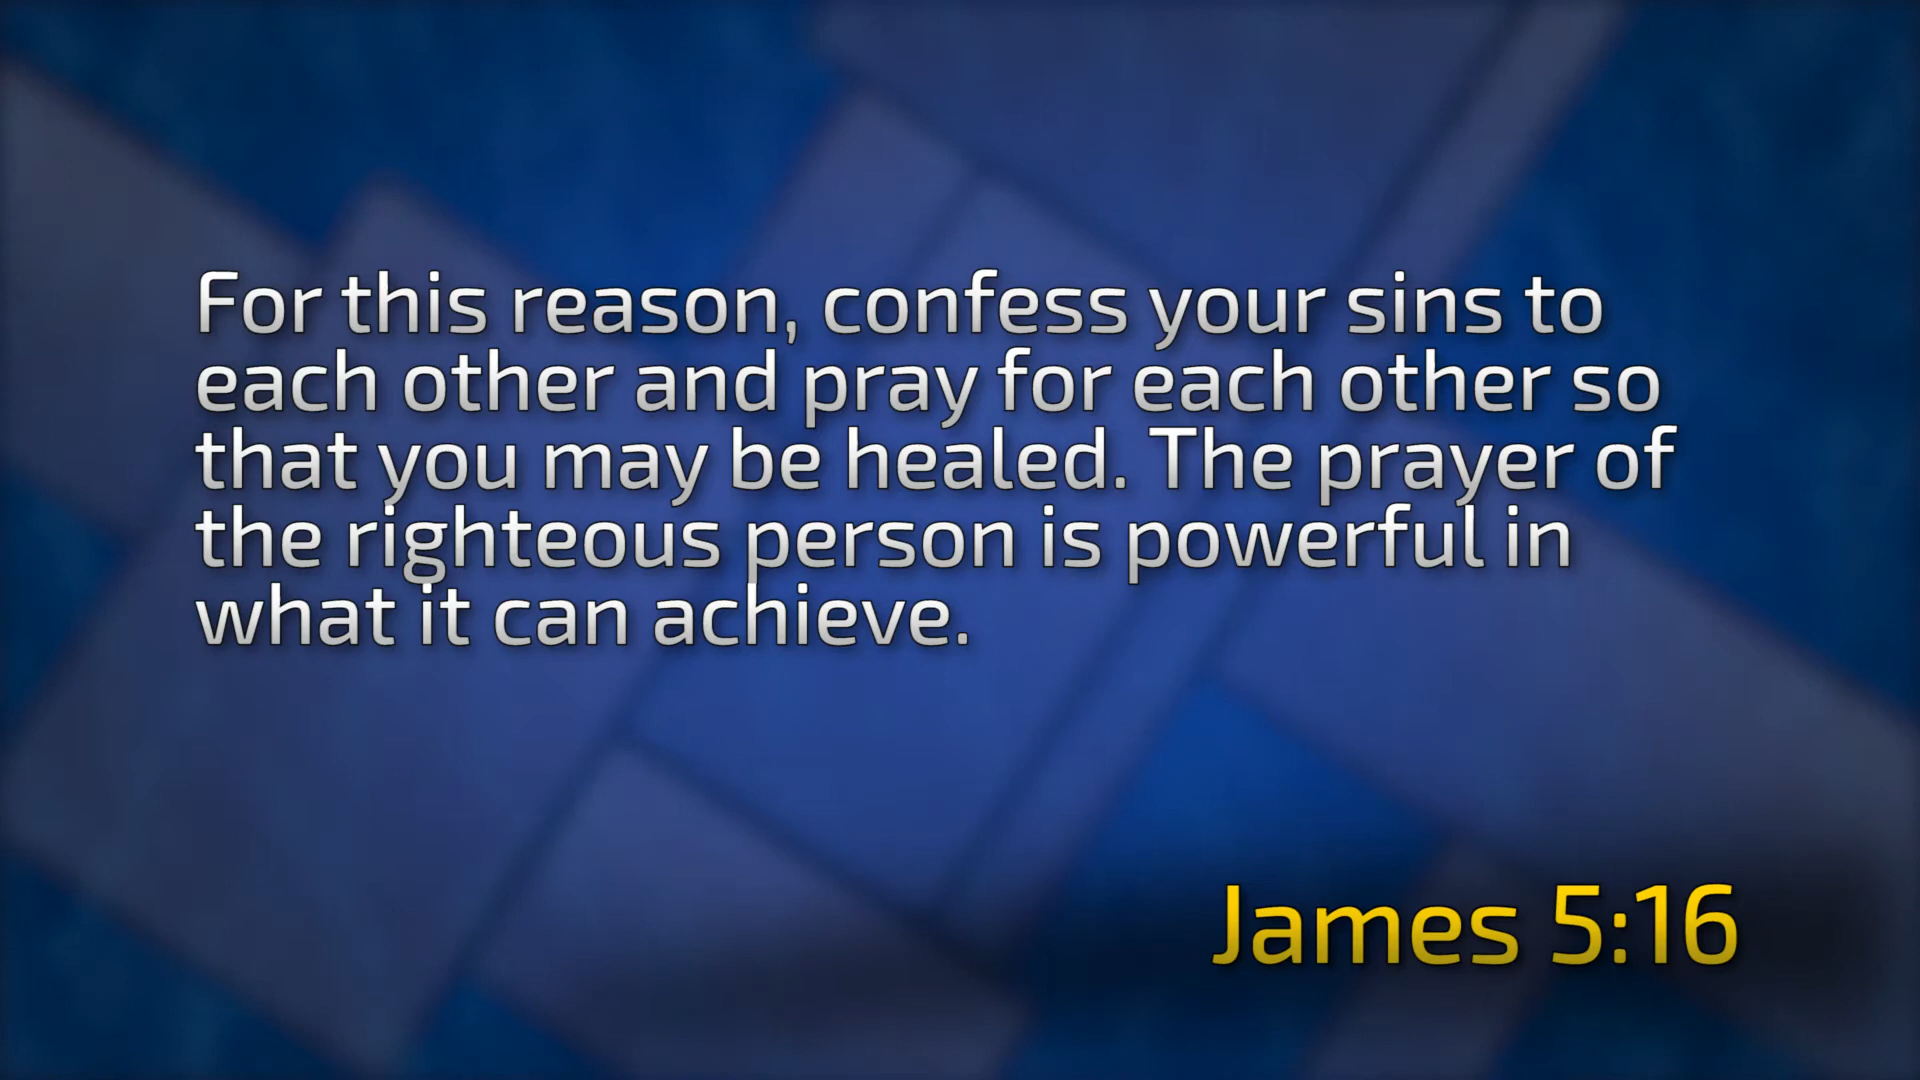 For this reason, confess your sins to
each other and pray for each other so
that you may be healed. The prayer of
the righteous person is powerful in
what it can achieve.
James 5:16